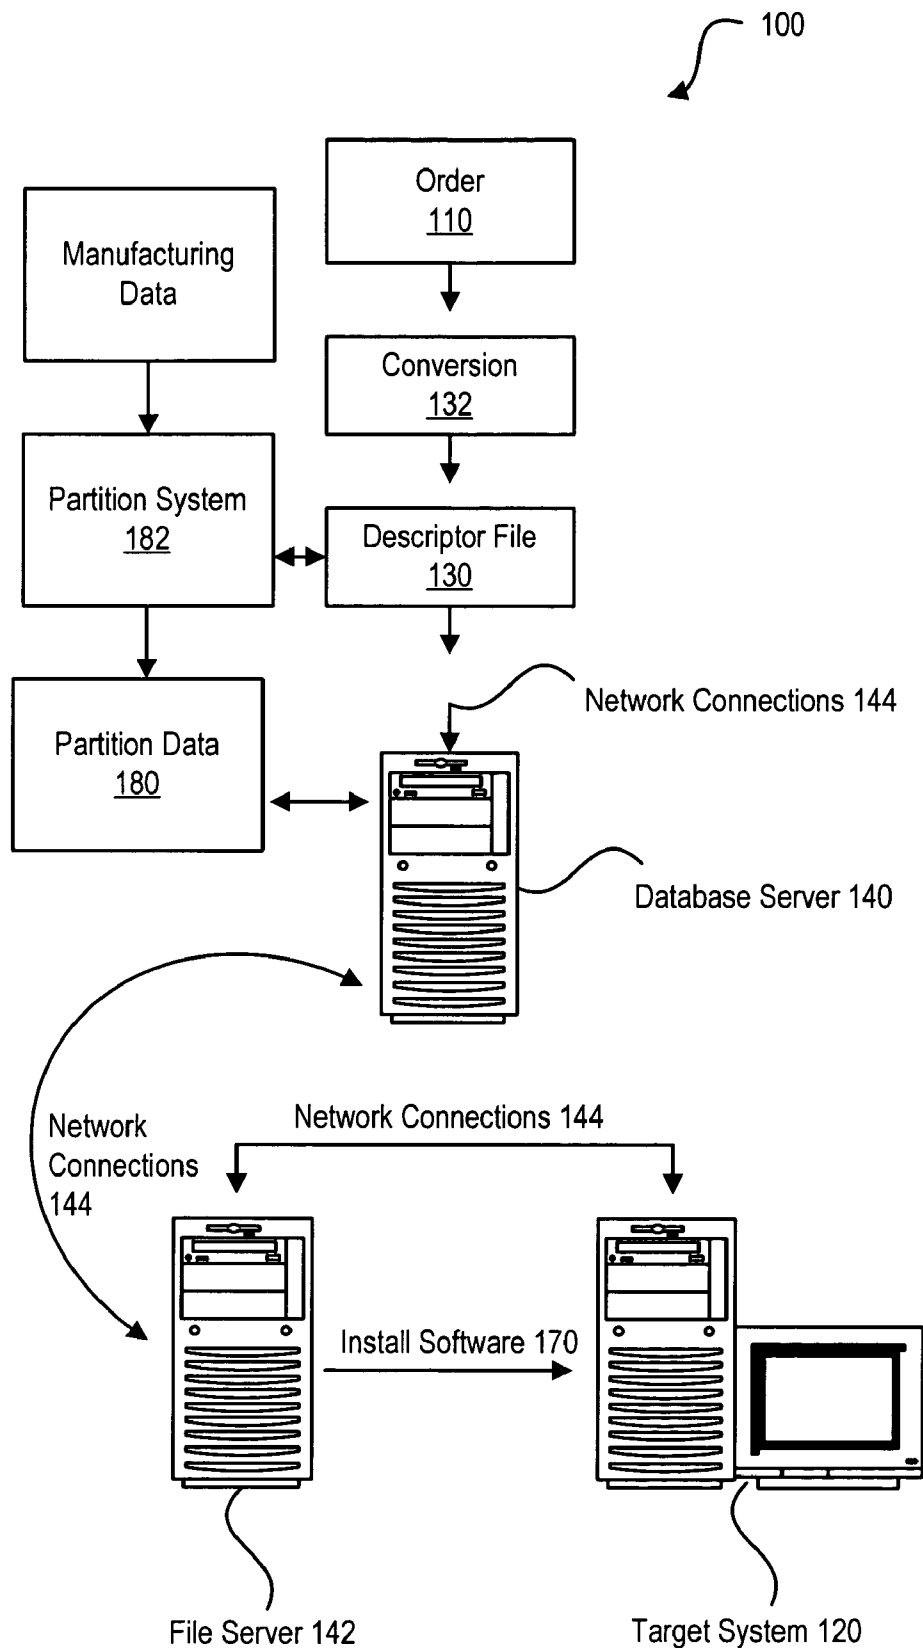 100
Order
110
Manufacturing
Data
Conversion
132
Partition System
182
Descriptor File
130
Network Connections 144
Partition Data
180
Database Server 140
Network Connections 144
Network
Connections
144
Install Software 170
File Server 142
Target System 120